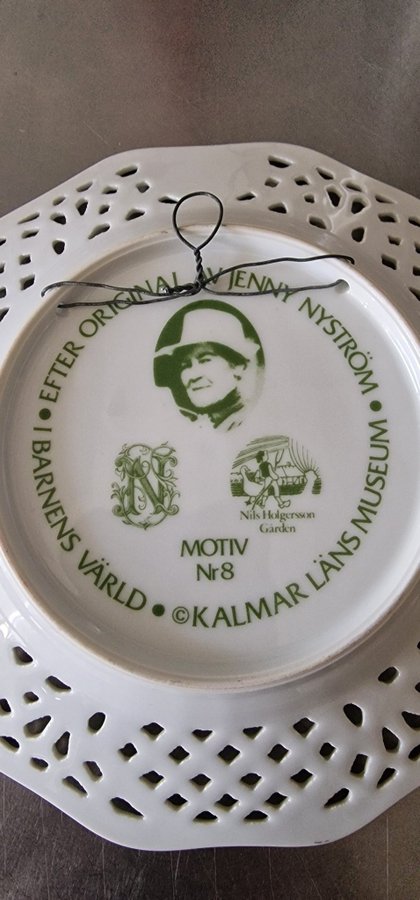 • EFTER ORIGINAL AV JENNY NYSTRÖM •
©KALMAR LÄNS MUSEUM
• I BARNENS VÄRLD
Nils Holgersson
Gården
MOTIV
Nr 8